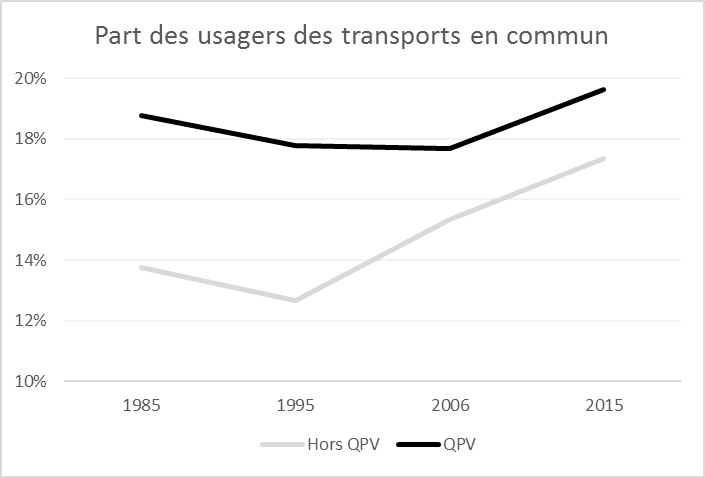 Part des usagers des transports en commun
20%
18%
16%
14%
12%
10%
1985 1995 2006 2015
Hors QPV QPV